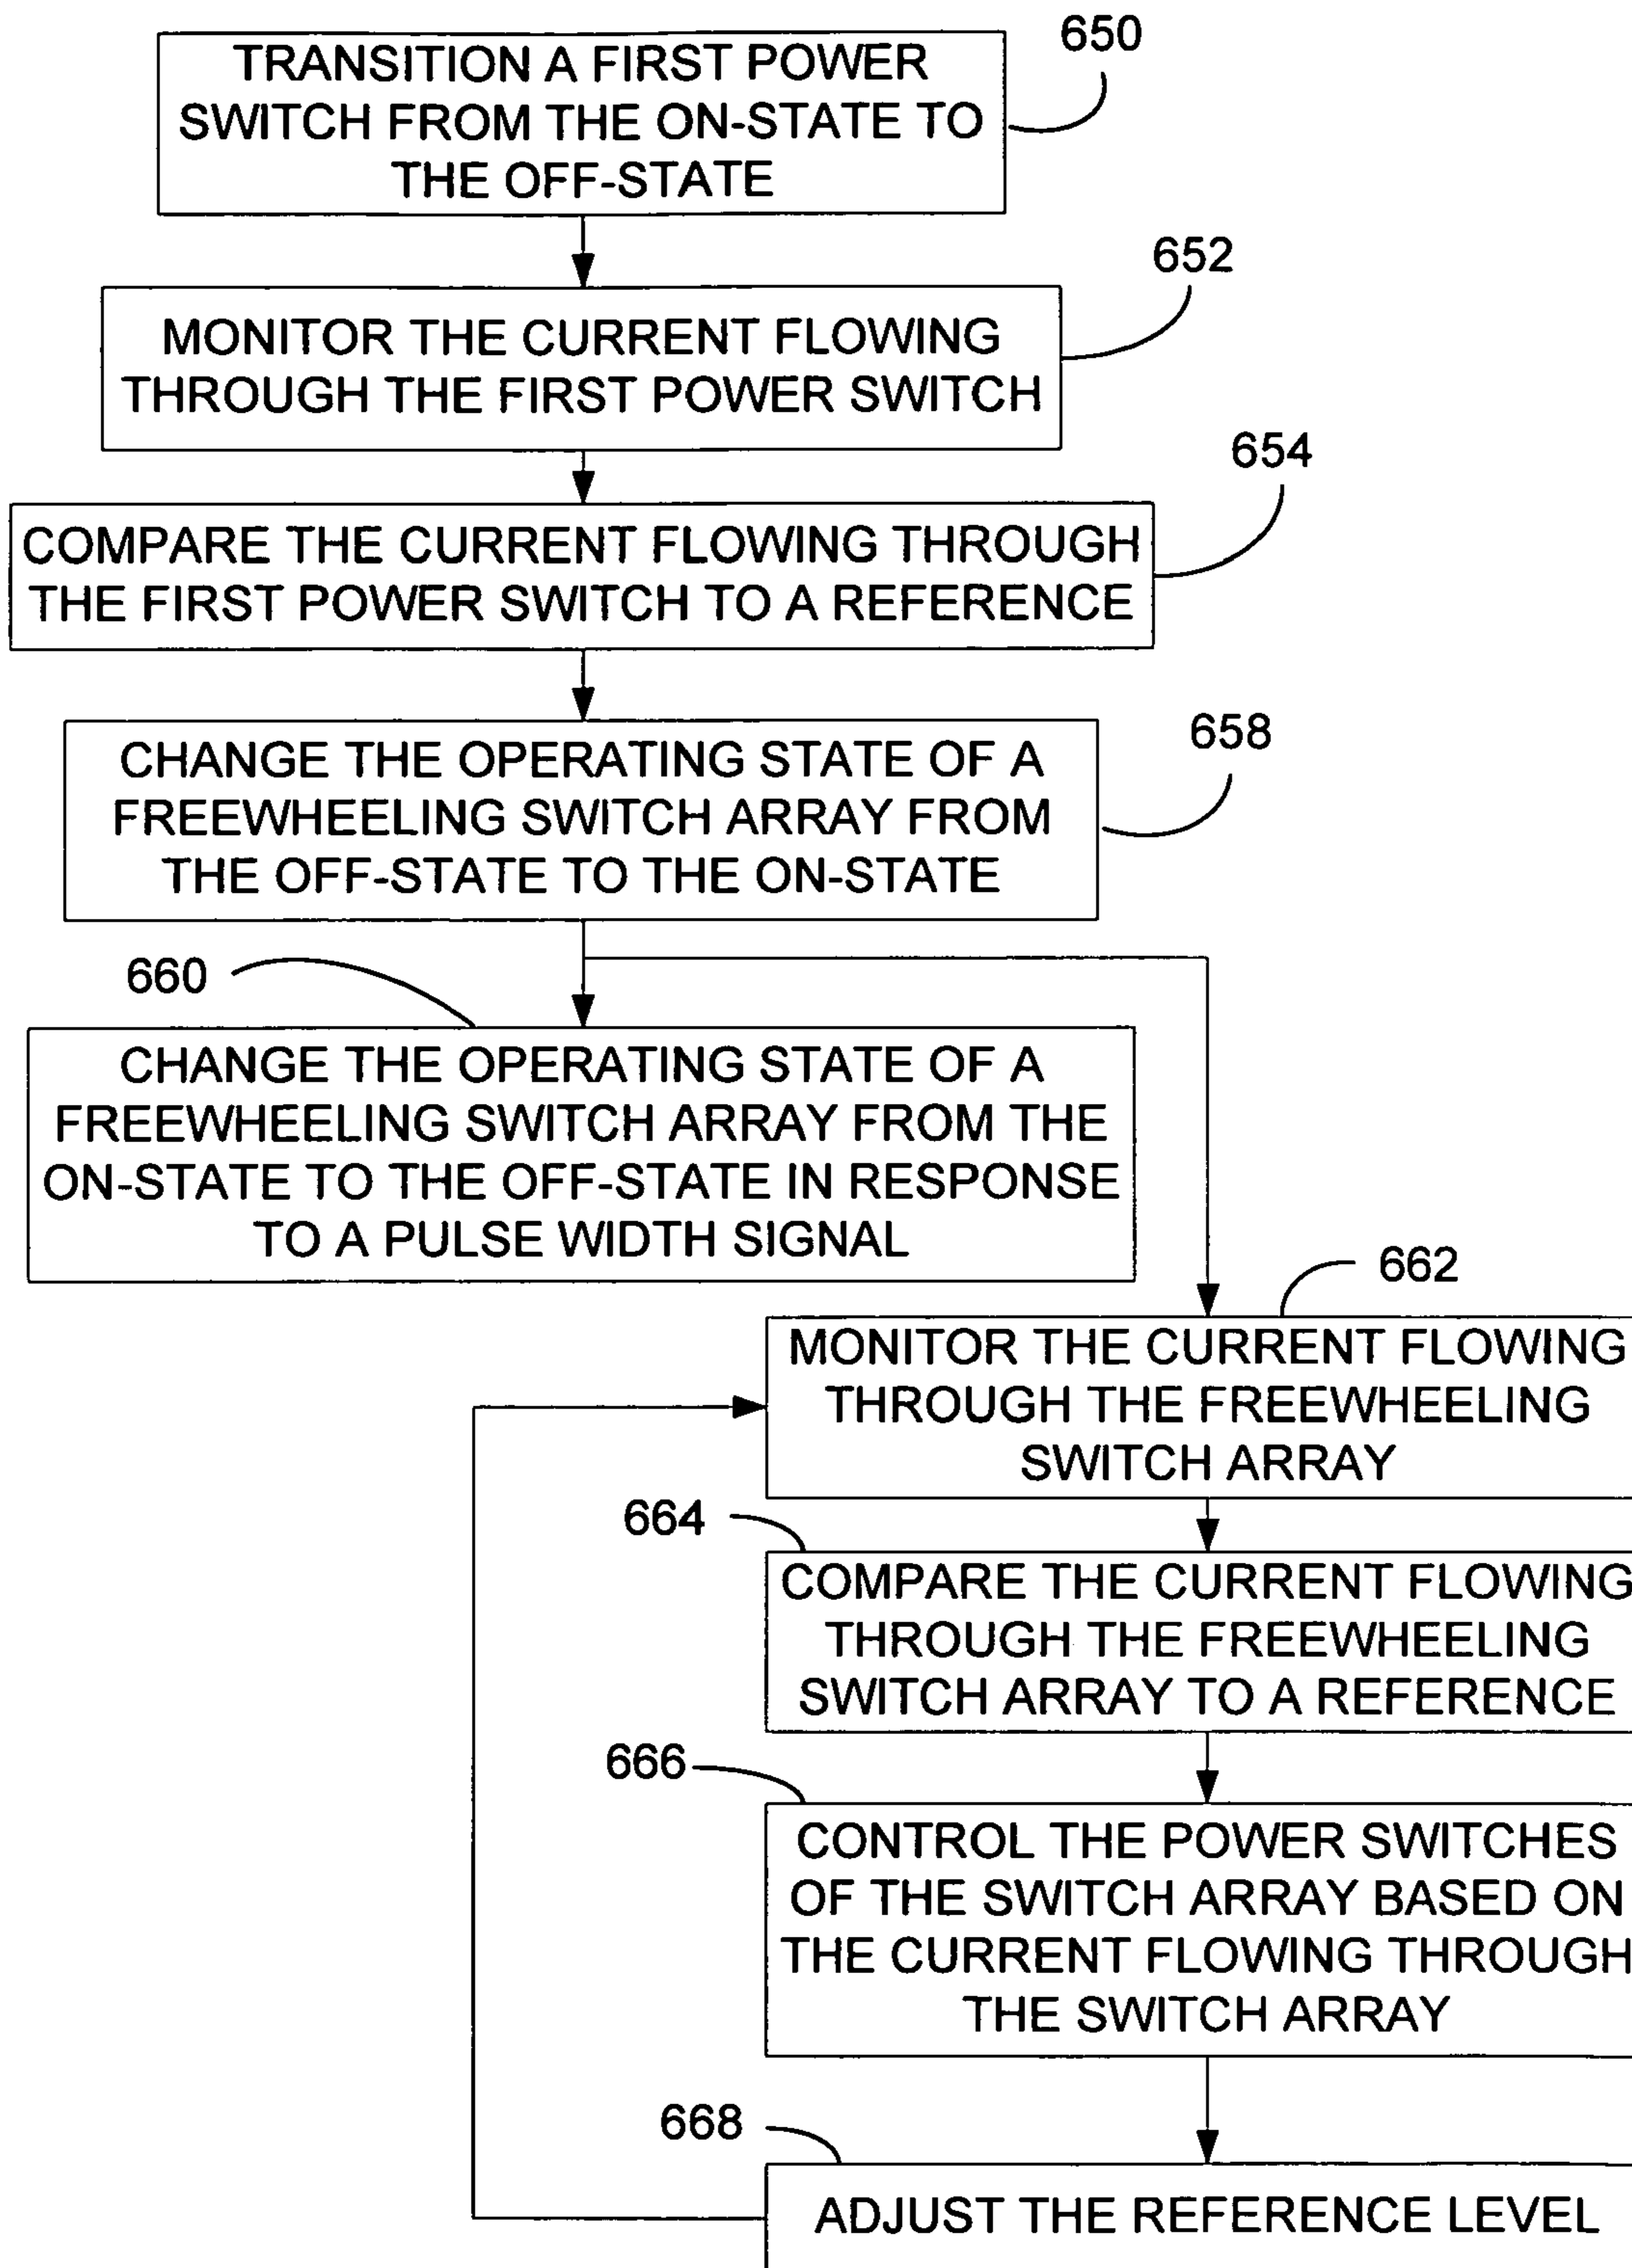 650
TRANSITION A FIRST POWER
SWITCH FROM THE ON-STATE TO
THE OFF-STATE
652
MONITOR THE CURRENT FLOWING
THROUGH THE FIRST POWER SWITCH
654
COMPARE THE CURRENT FLOWING THROUGH
THE FIRST POWER SWITCH TO A REFERENCE
658
CHANGE THE OPERATING STATE OF A
FREEWHEELING SWITCH ARRAY FROM
THE OFF-STATE TO THE ON-STATE
660
CHANGE THE OPERATING STATE OF A
FREEWHEELING SWITCH ARRAY FROM THE
ON-STATE TO THE OFF-STATE IN RESPONSE
TO A PULSE WIDTH SIGNAL
662
MONITOR THE CURRENT FLOWING
THROUGH THE FREEWHEELING
SWITCH ARRAY
664
COMPARE THE CURRENT FLOWING
THROUGH THE FREEWHEELING
SWITCH ARRAY TO A REFERENCE
666
CONTROL THE POWER SWITCHES
OF THE SWITCH ARRAY BASED ON
THE CURRENT FLOWING THROUGH
THE SWITCH ARRAY
668
ADJUST THE REFERENCE LEVEL